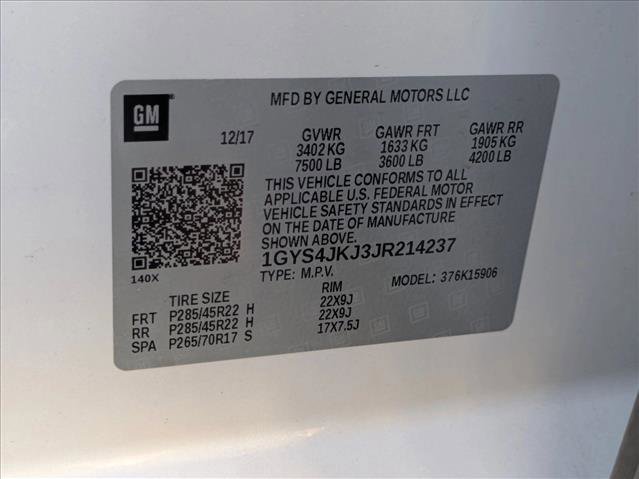 GM
MFD BY GENERAL MOTORS LLC
12/17 GVWR GAWR FRT GAWR RR
3402 KG 1633 KG 1905 KG
7500 LB 3600 LB 4200 LB
THIS VEHICLE CONFORMS TO ALL
APPLICABLE U.S. FEDERAL MOTOR
VEHICLE SAFETY STANDARDS IN EFFECT
ON THE DATE OF MANUFACTURE
1GYS4JKJ3JR214237
140X TYPE: M.P.V. MODEL: 376K15906
TIRE SIZE RIM
FRT P285/45R22 H 22X9J
RR P285/45R22 H 22X9J
SPA P265/70R17 S 17X7.5J